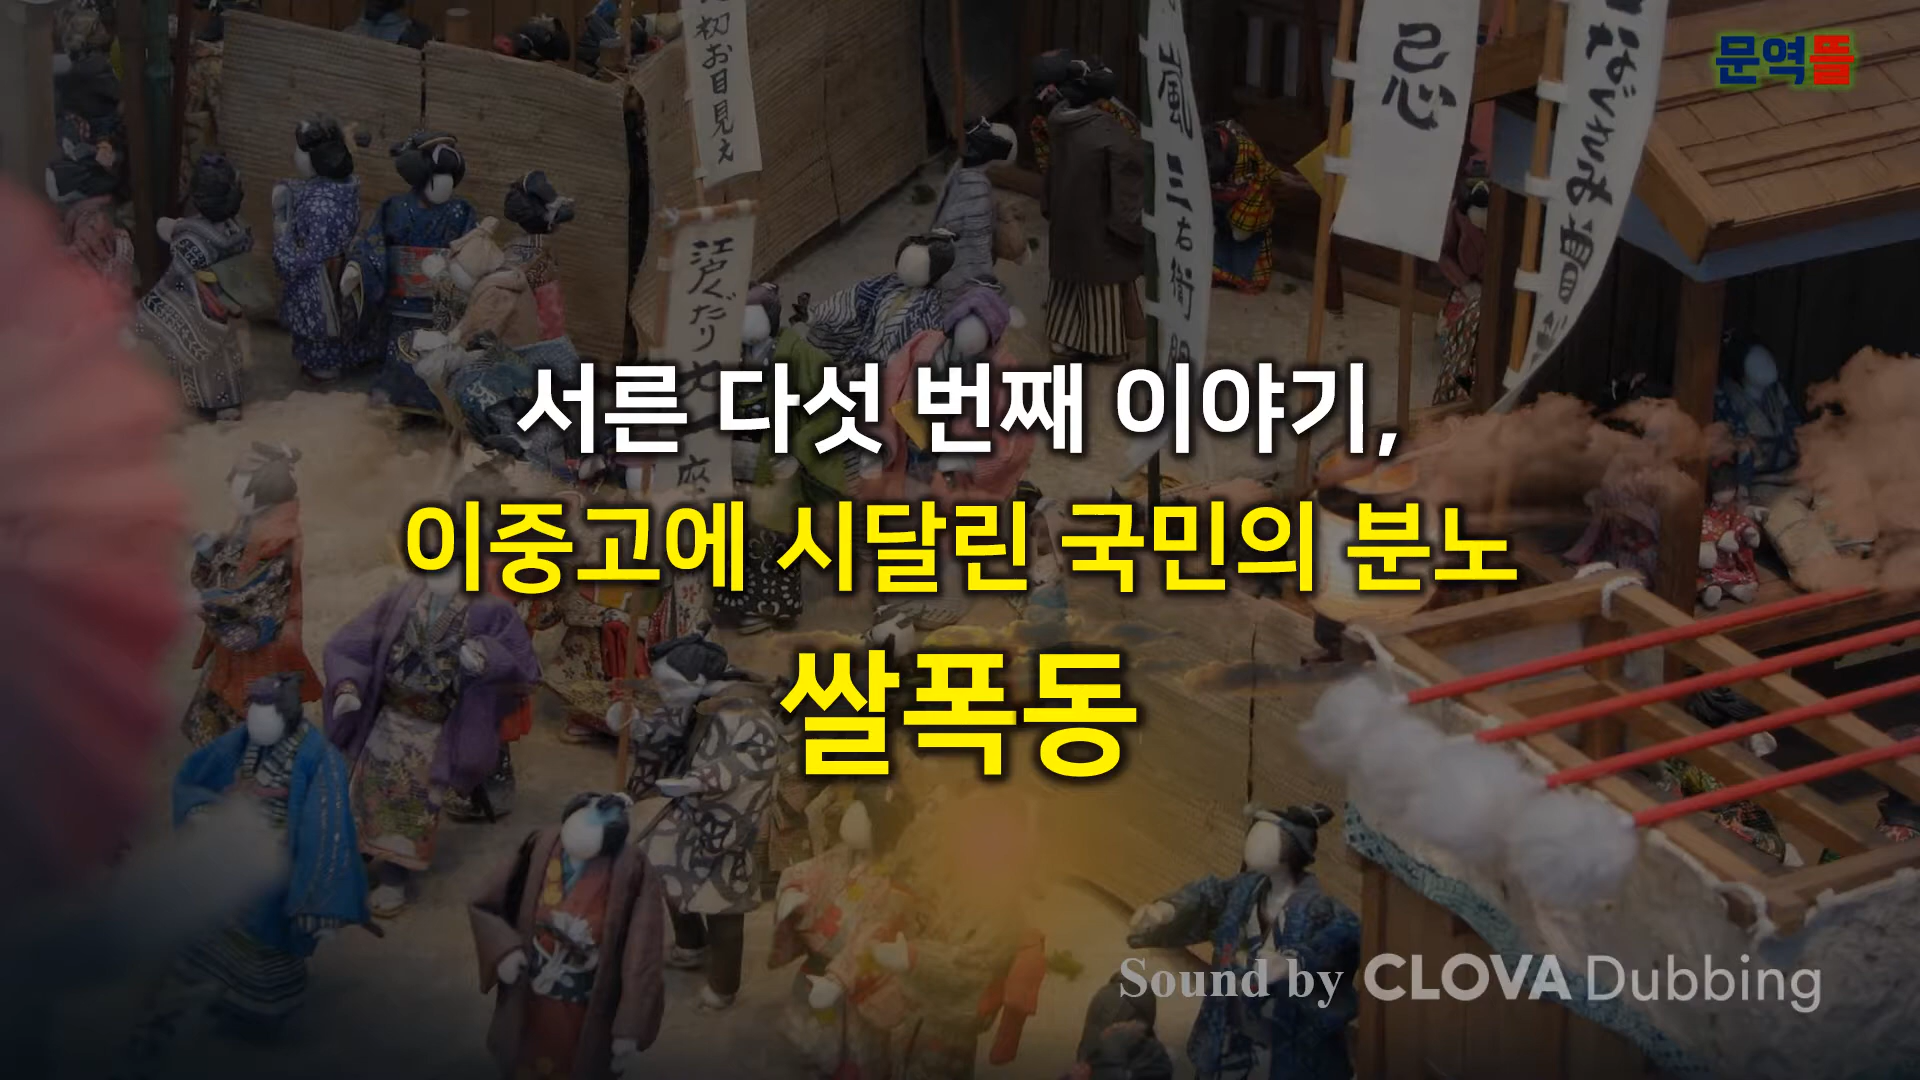 문역뜰
初お目見え
江戸くだり
嵐 三右衛門
忍
서른 다섯 번째 이야기,
이중고에 시달린 국민의 분노
쌀폭동
Sound by CLOVA Dubbing